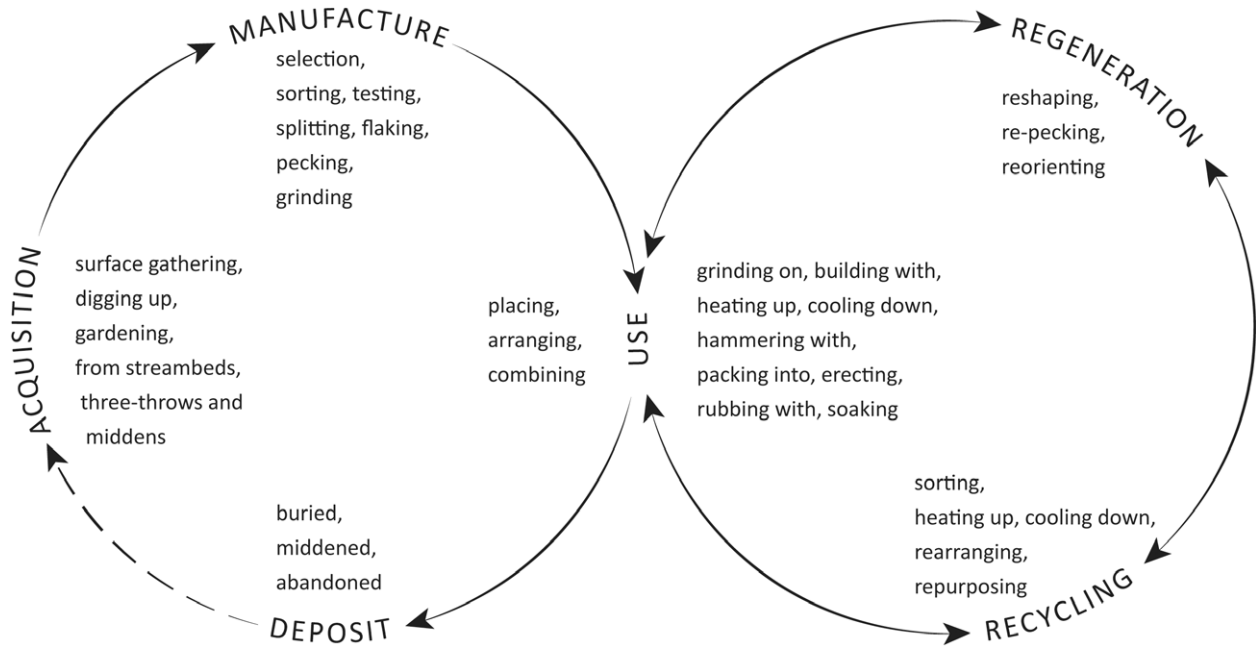 MANUFACTURE
selection,
sorting, testing,
splitting, flaking,
pecking,
grinding
ACQUISITION
surface gathering,
digging up,
gardening,
from streambeds,
three-throws and
middens
placing,
arranging,
combining
USE
grinding on, building with,
heating up, cooling down,
hammering with,
packing into, erecting,
rubbing with, soaking
REGENERATION
reshaping,
re-pecking,
reorienting
sorting,
heating up, cooling down,
rearranging,
repurposing
RECYCLING
buried,
middened,
abandoned
DEPOSIT